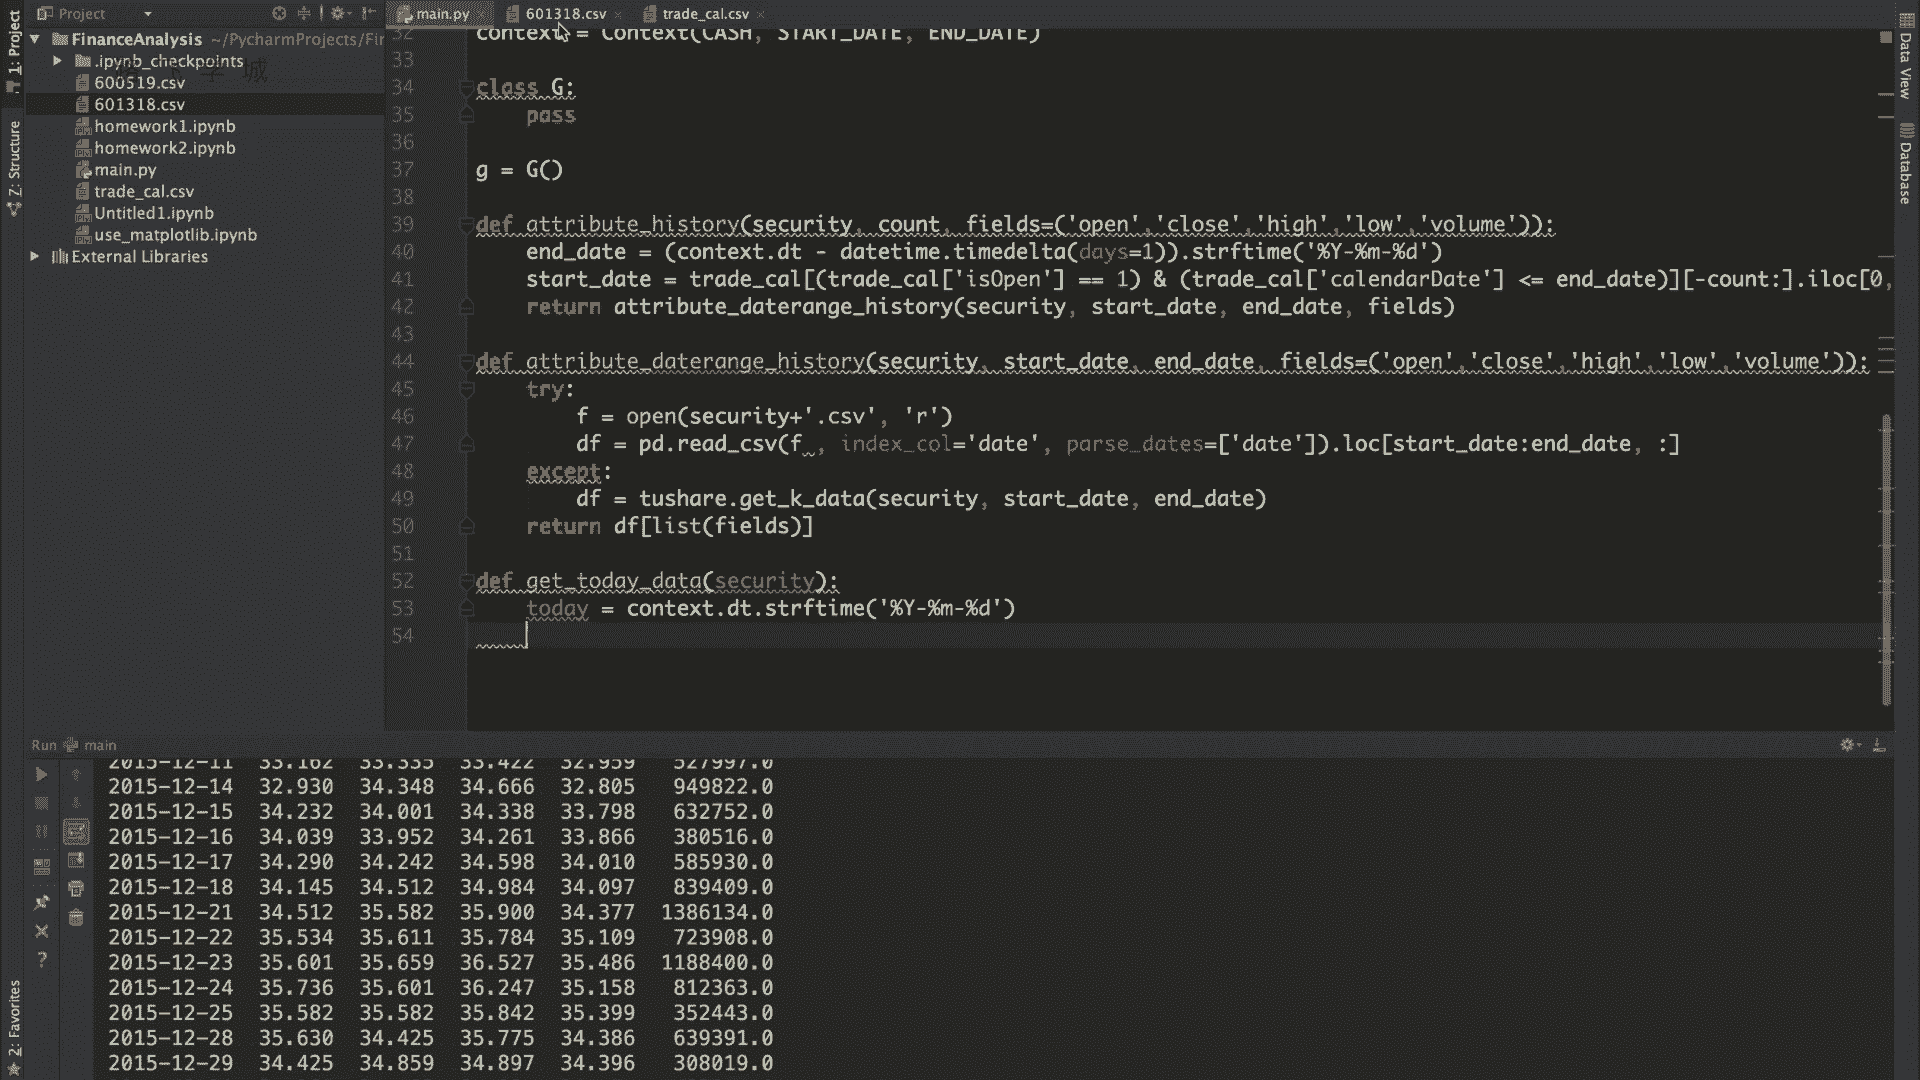 Project
main.py
601318.csv
trade_cal.csv
1: Project
FinanceAnalysis ~/PycharmProjects/Fir
.ipynb_checkpoints
600519.csv
601318.csv
homework1.ipynb
homework2.ipynb
main.py
trade_cal.csv
Untitled1.ipynb
use_matplotlib.ipynb
External Libraries
Z: Structure
2: Favorites
Data View
Database
学 城
32 context = Context(CASH, START_DATE, END_DATE)
33
34 class G:
35 pass
36
37 g = G()
38
39 def attribute_history(security, count, fields=('open','close','high','low','volume')):
40 end_date = (context.dt - datetime.timedelta(days=1)).strftime('%Y-%m-%d')
41 start_date = trade_cal[(trade_cal['isOpen'] == 1) & (trade_cal['calendarDate'] <= end_date)][-count:].iloc[0,
42 return attribute_daterange_history(security, start_date, end_date, fields)
43
44 def attribute_daterange_history(security, start_date, end_date, fields=('open','close','high','low','volume')):
45 try:
46 f = open(security+'.csv', 'r')
47 df = pd.read_csv(f , index_col='date', parse_dates=['date']).loc[start_date:end_date, :]
48 except:
49 df = tushare.get_k_data(security, start_date, end_date)
50 return df[list(fields)]
51
52 def get_today_data(security):
53 today = context.dt.strftime('%Y-%m-%d')
54
Run main
2015-12-11 33.162 33.335 33.422 32.959 527997.0
2015-12-14 32.930 34.348 34.666 32.805 949822.0
2015-12-15 34.232 34.001 34.338 33.798 632752.0
2015-12-16 34.039 33.952 34.261 33.866 380516.0
2015-12-17 34.290 34.242 34.598 34.010 585930.0
2015-12-18 34.145 34.512 34.984 34.097 839409.0
2015-12-21 34.512 35.582 35.900 34.377 1386134.0
2015-12-22 35.534 35.611 35.784 35.109 723908.0
2015-12-23 35.601 35.659 36.527 35.486 1188400.0
2015-12-24 35.736 35.601 36.247 35.158 812363.0
2015-12-25 35.582 35.582 35.842 35.399 352443.0
2015-12-28 35.630 34.425 35.775 34.386 639391.0
2015-12-29 34.425 34.859 34.897 34.396 308019.0